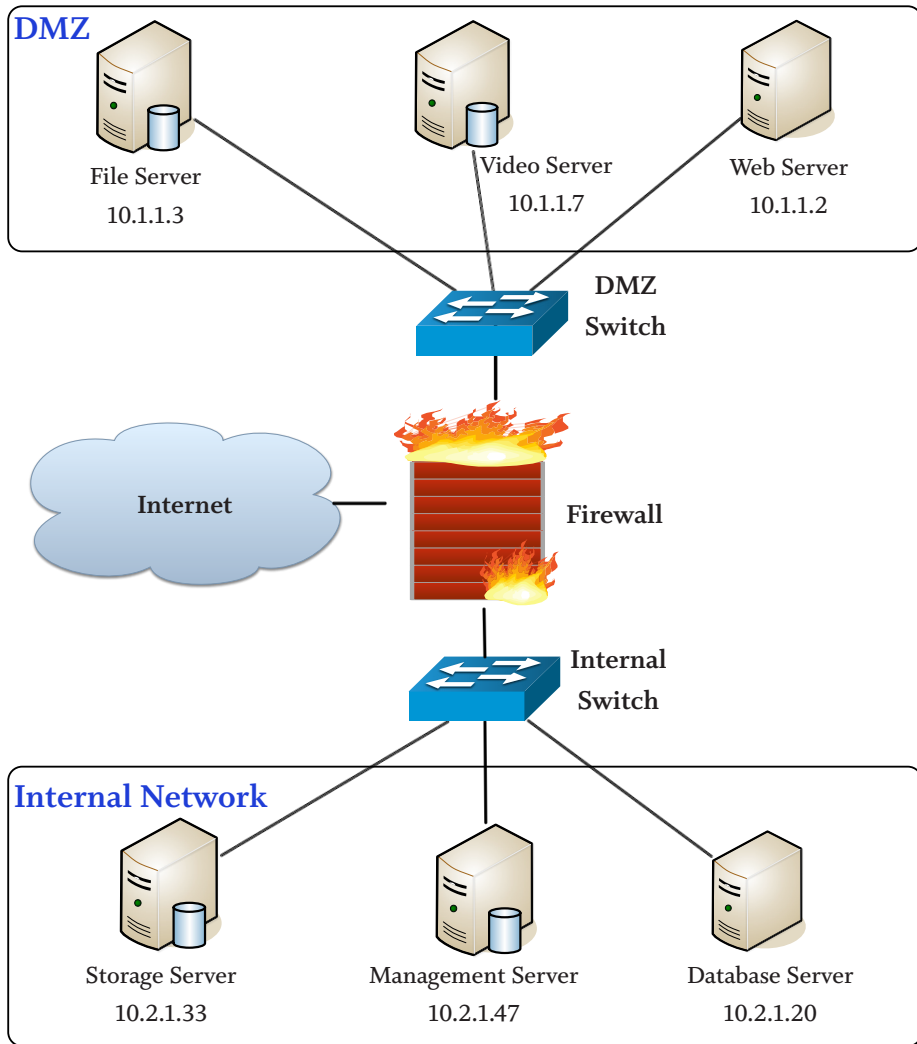 DMZ
File Server
10.1.1.3
Video Server
10.1.1.7
Web Server
10.1.1.2
DMZ
Switch
Internet
Firewall
Internal
Switch
Internal Network
Storage Server
10.2.1.33
Management Server
10.2.1.47
Database Server
10.2.1.20